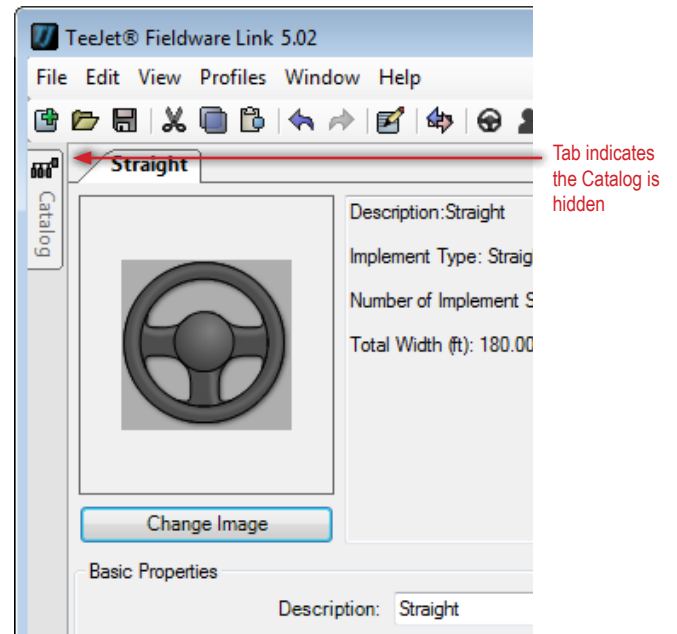 TeeJet® Fieldware Link 5.02
File Edit View Profiles Window Help
Catalog
Straight
Tab indicates
the Catalog is
hidden
Description:Straight
Implement Type: Straig
Number of Implement S
Total Width (ft): 180.00
Change Image
Basic Properties
Description: Straight